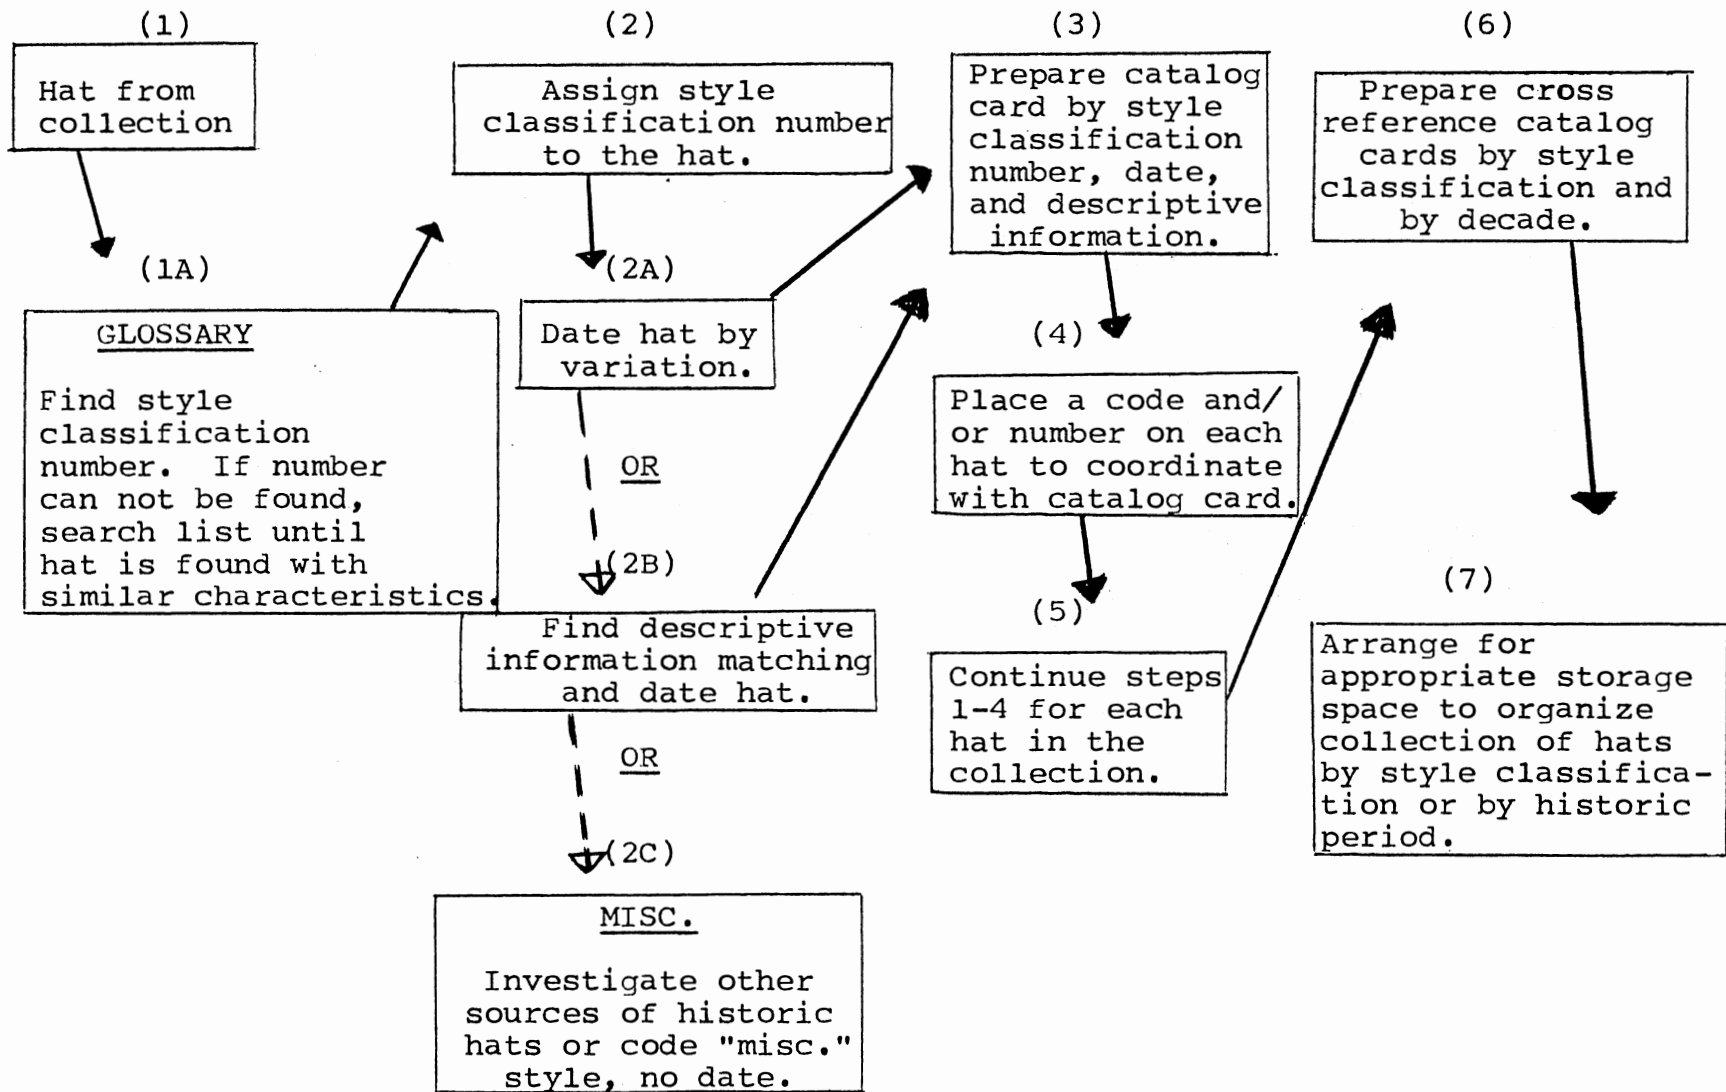 (1)
Hat from
collection
(1A)
GLOSSARY
Find style
classification
number.  If number
can not be found,
search list until
hat is found with
similar characteristics.
(2)
Assign style
classification number
to the hat.
(2A)
Date hat by
variation.
OR
(2B)
Find descriptive
information matching
and date hat.
OR
(2C)
MISC.
Investigate other
sources of historic
hats or code "misc."
style, no date.
(3)
Prepare catalog
card by style
classification
number, date,
and descriptive
information.
(4)
Place a code and/
or number on each
hat to coordinate
with catalog card.
(5)
Continue steps
1-4 for each
hat in the
collection.
(6)
Prepare cross
reference catalog
cards by style
classification and
by decade.
(7)
Arrange for
appropriate storage
space to organize
collection of hats
by style classifica-
tion or by historic
period.